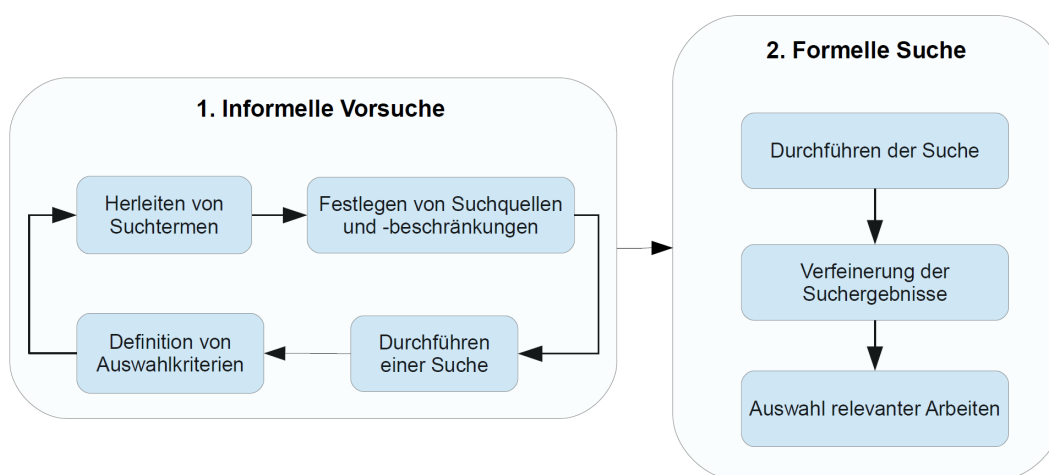 1. Informelle Vorsuche
Herleiten von
Suchtermen
Festlegen von Suchquellen
und -beschränkungen
Durchführen
einer Suche
Definition von
Auswahlkriterien
2. Formelle Suche
Durchführen der Suche
Verfeinerung der
Suchergebnisse
Auswahl relevanter Arbeiten